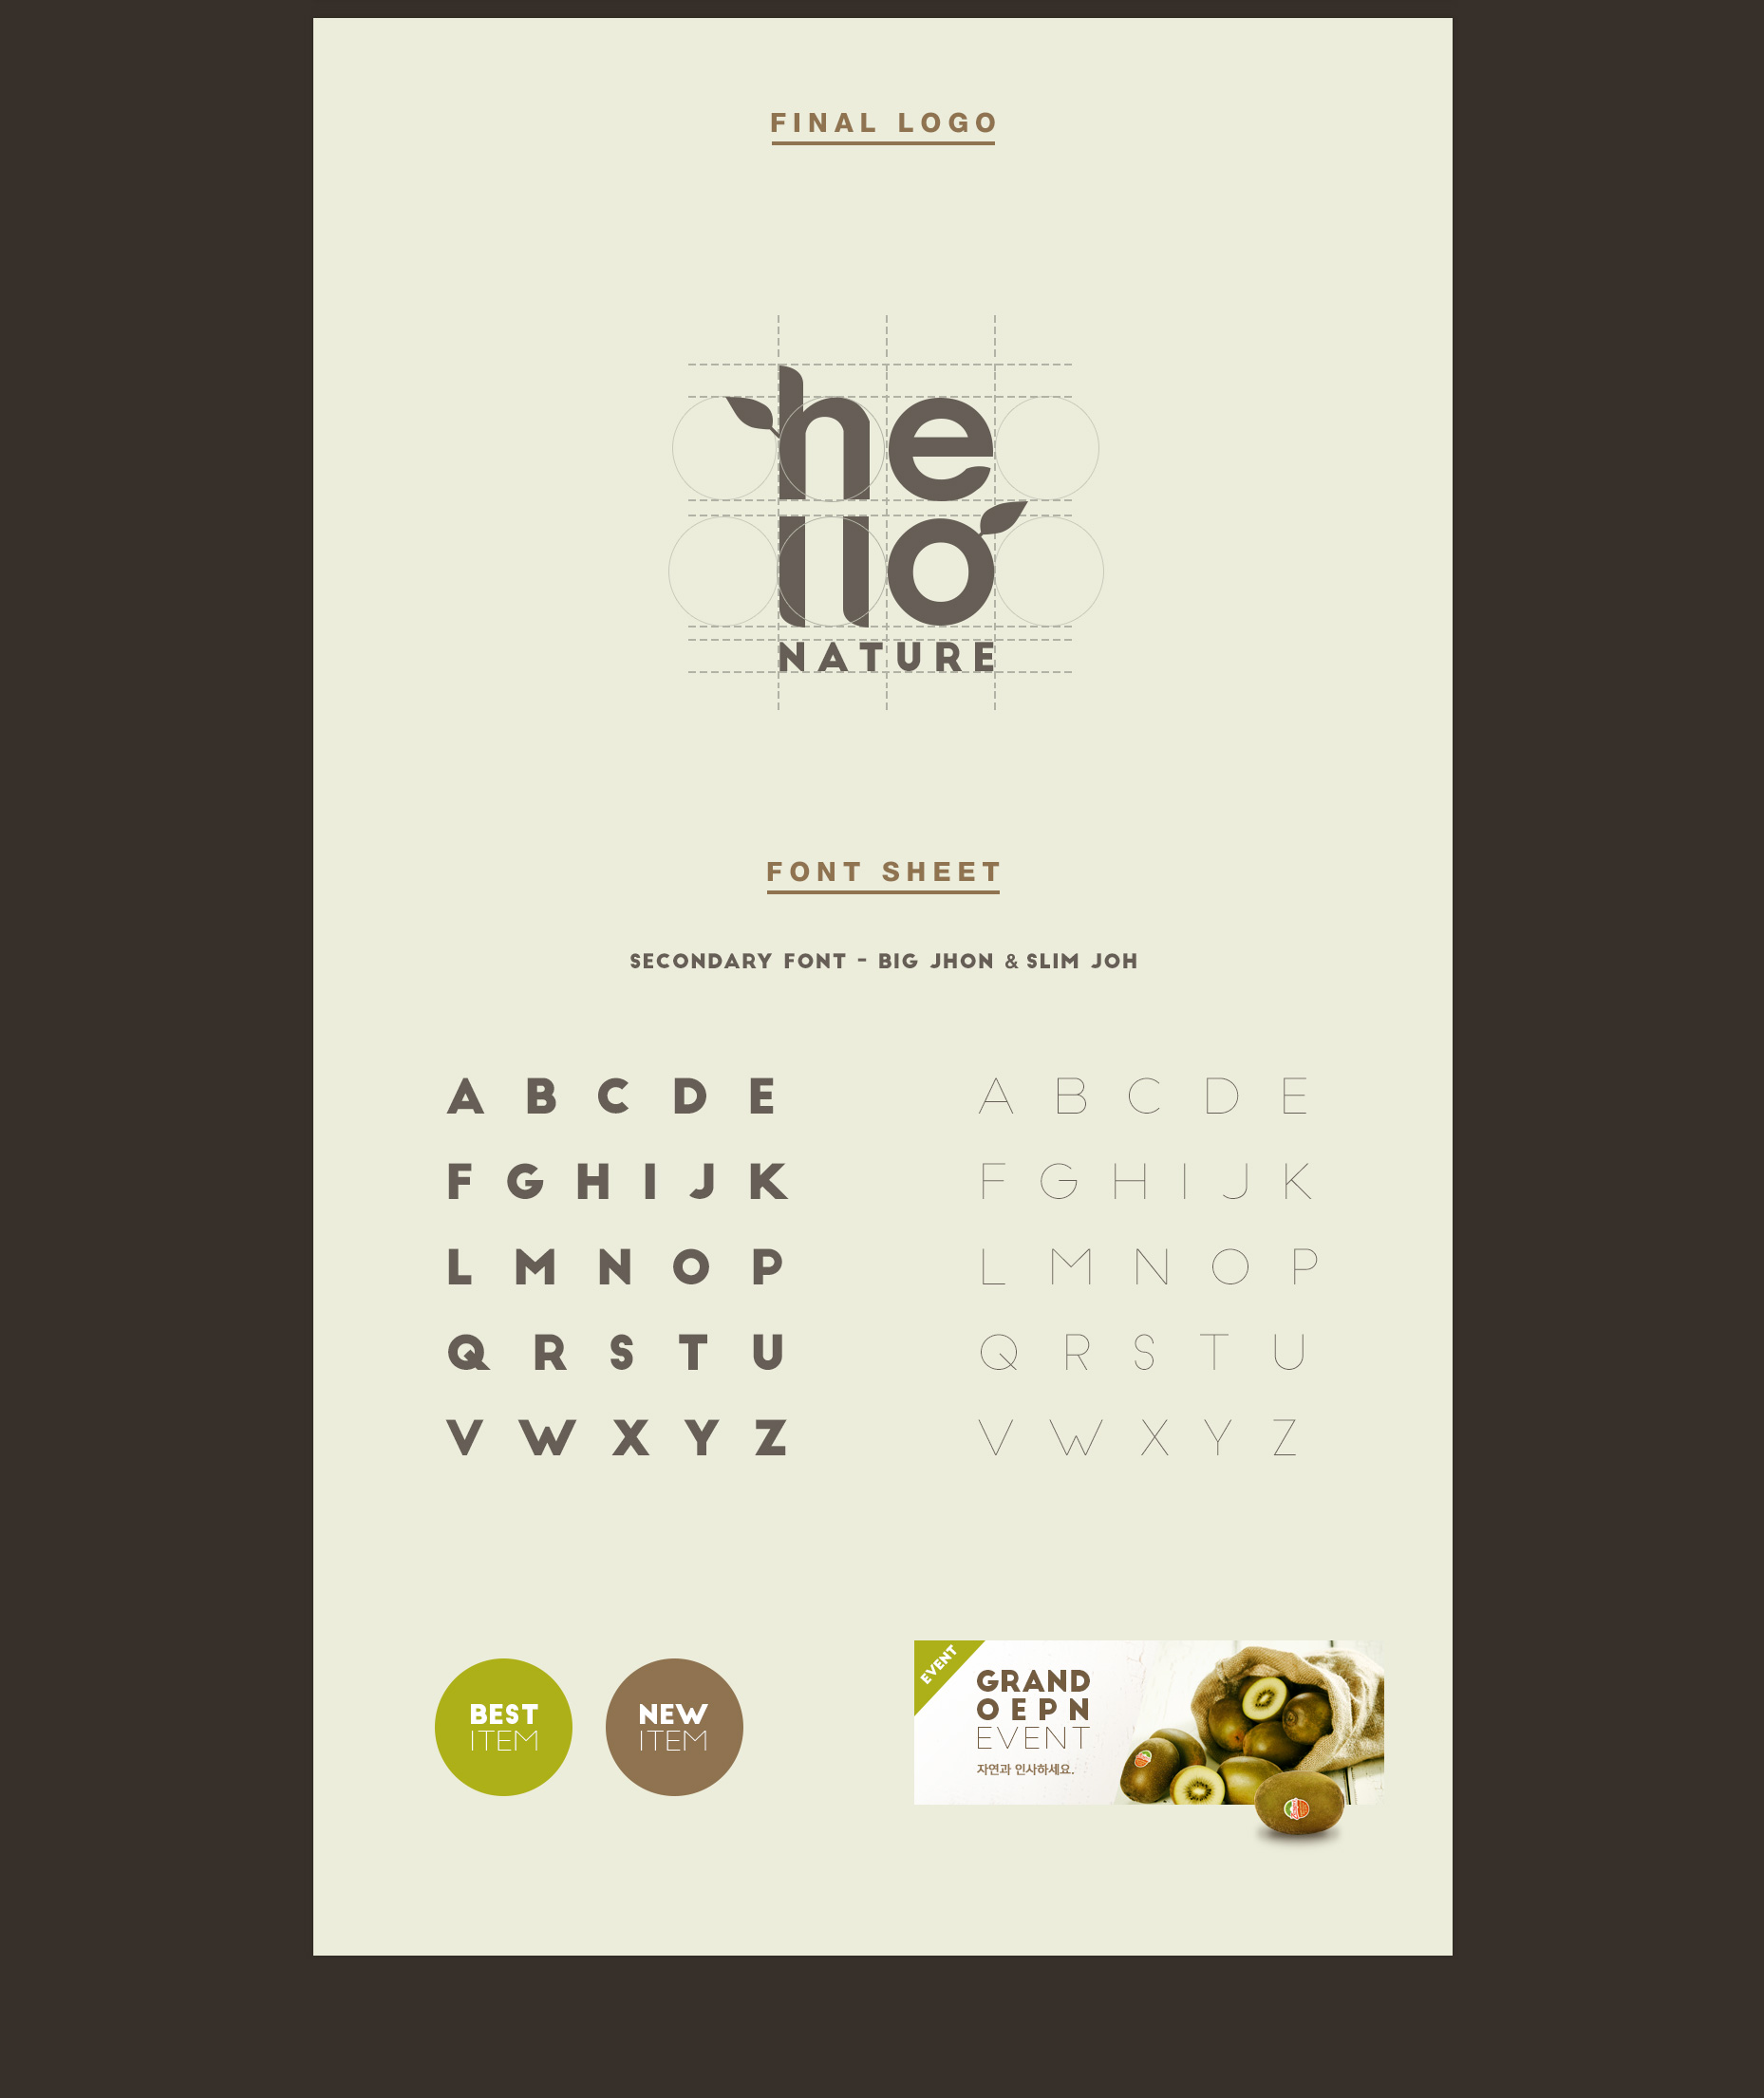 FINAL LOGO
he
llo
NATURE
FONT SHEET
SECONDARY FONT - BIG JHON & SLIM JOH
A B C D E
F G H I J K
L M N O P
Q R S T U
V W X Y Z
A B C D E
F G H I J K
L M N O P
Q R S T U
V W X Y Z
BEST
ITEM
NEW
ITEM
EVENT
GRAND
OEPN
EVENT
자연과 인사하세요.